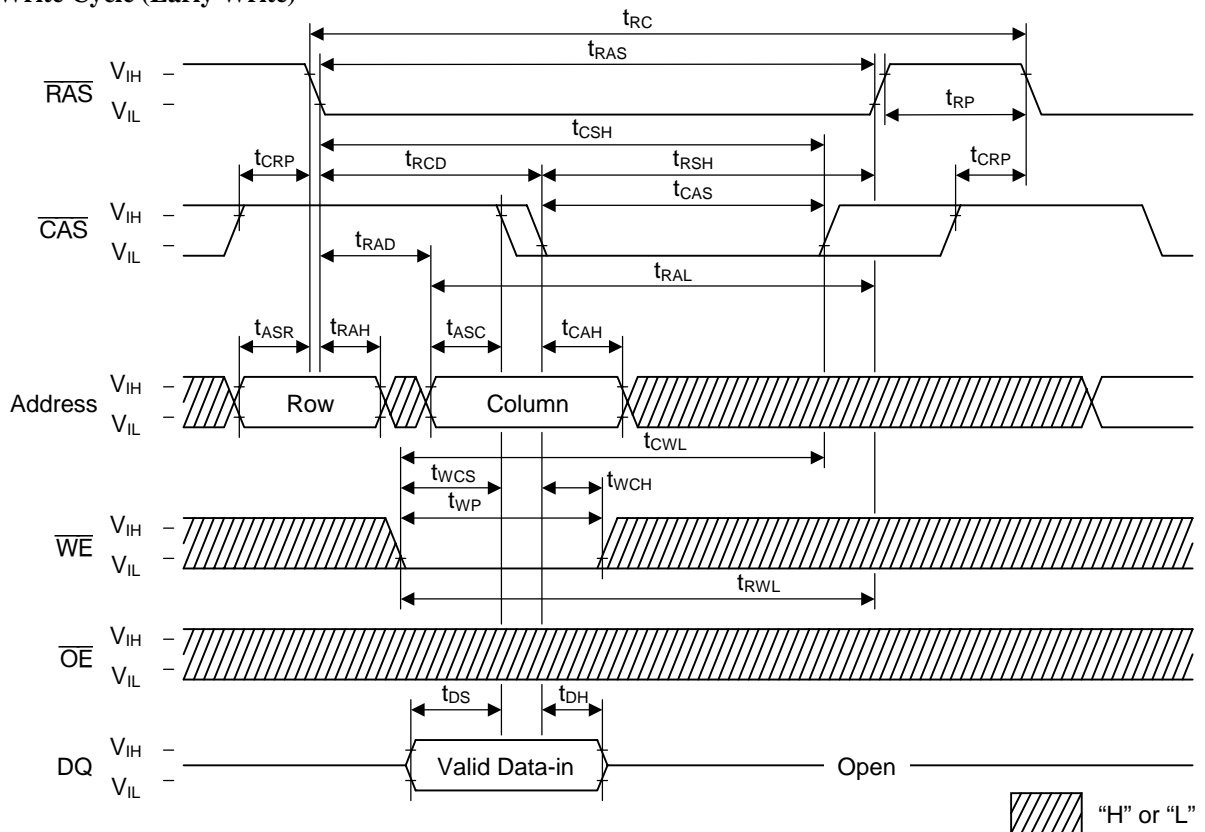 Write Cycle (Early Write)
tRC
tRAS
RAS VIH VIL
tRP
tCSH
tCRP tRCD tRSH tCRP
tCAS
CAS VIH VIL
tRAD
tRAL
tASR tRAH tASC tCAH
Address VIH VIL
Row Column
tCWL
tWCS tWCH
tWP
WE VIH VIL
tRWL
OE VIH VIL
tDS tDH
DQ VIH VIL
Valid Data-in Open
“H” or “L”